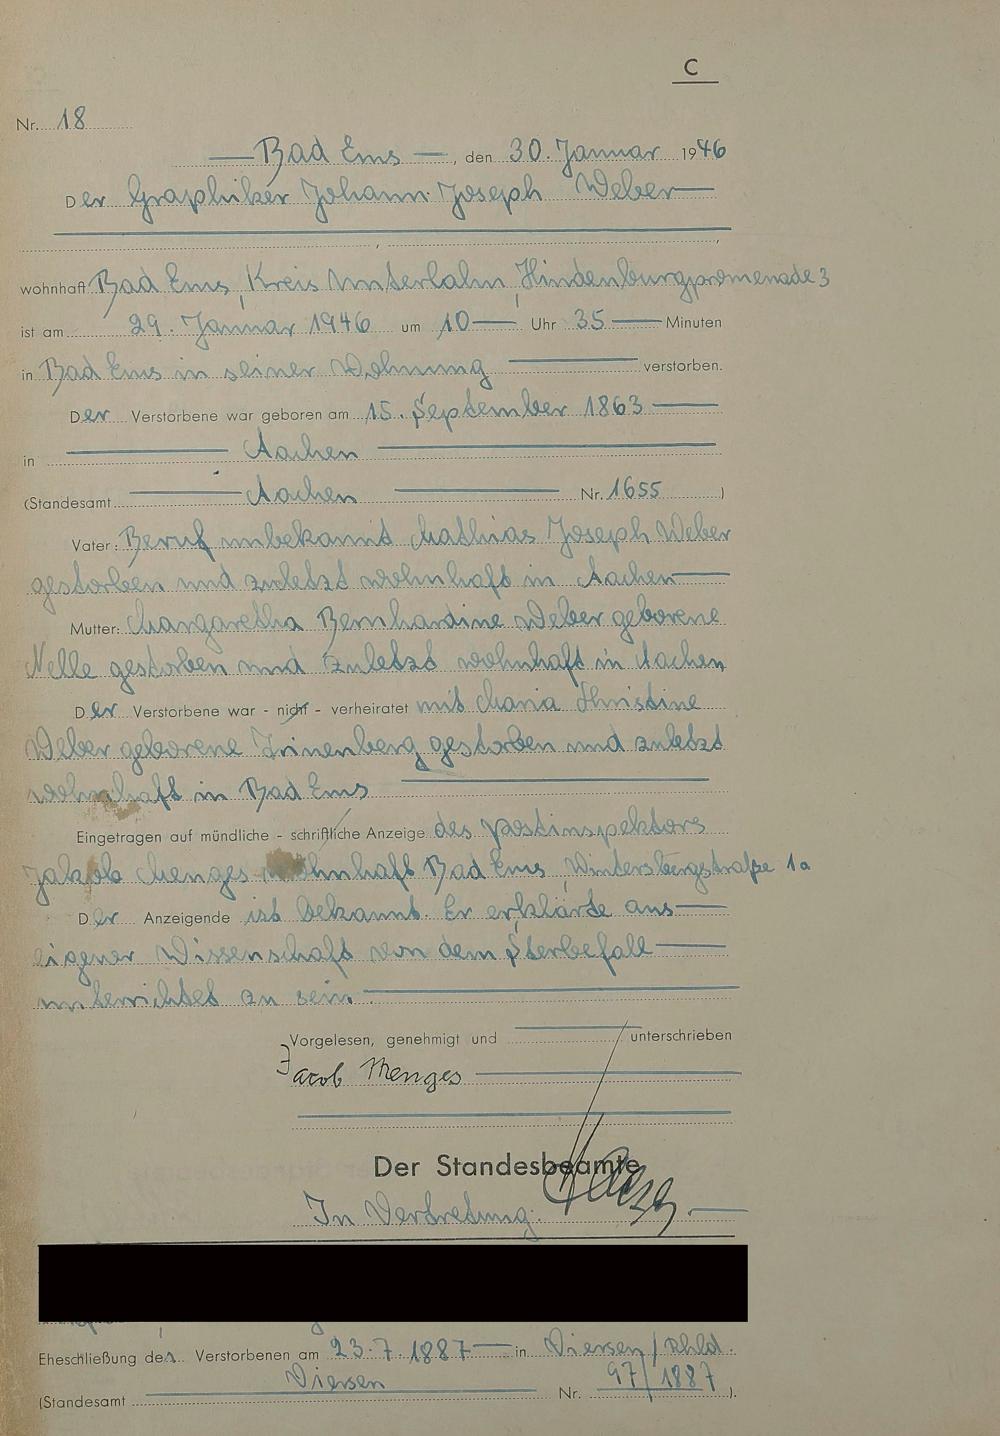 C
Nr. 18
Bad Ems, den 30. Januar 1946
Der Graphiker Johann Joseph Weber
wohnhaft Bad Ems, Kreis Unterlahn, Hindenburgpromenade 3
ist am 29. Januar 1946 um 10 Uhr 35 Minuten
in Bad Ems in seiner Wohnung verstorben.
Der Verstorbene war geboren am 15. September 1863
in Aachen
(Standesamt Aachen Nr. 1655)
Vater: Beruf unbekannt Mathias Joseph Weber
gestorben und zuletzt wohnhaft in Aachen
Mutter: Margaretha Bernhardine Weber geborene
Nelle gestorben und zuletzt wohnhaft in Aachen
Der Verstorbene war - nicht - verheiratet mit Maria Christine
Weber geborene gestorben und zuletzt
wohnhaft in Bad Ems
Eingetragen auf mündliche - schriftliche Anzeige des Postinspektors
Jakob Menges wohnhaft Bad Ems, Wintersbergstraße 1a
Der Anzeigende ist bekannt. Er erklärte aus
eigner Wissenschaft von dem Sterbefall
unterrichtet zu sein.
Vorgelesen, genehmigt und unterschrieben
Jacob Menges
Der Standesbeamte
In Vertretung:
Eheschließung des Verstorbenen am 23.7.1887 in Viersen/Rhld.
(Standesamt Viersen Nr. 97/1887).